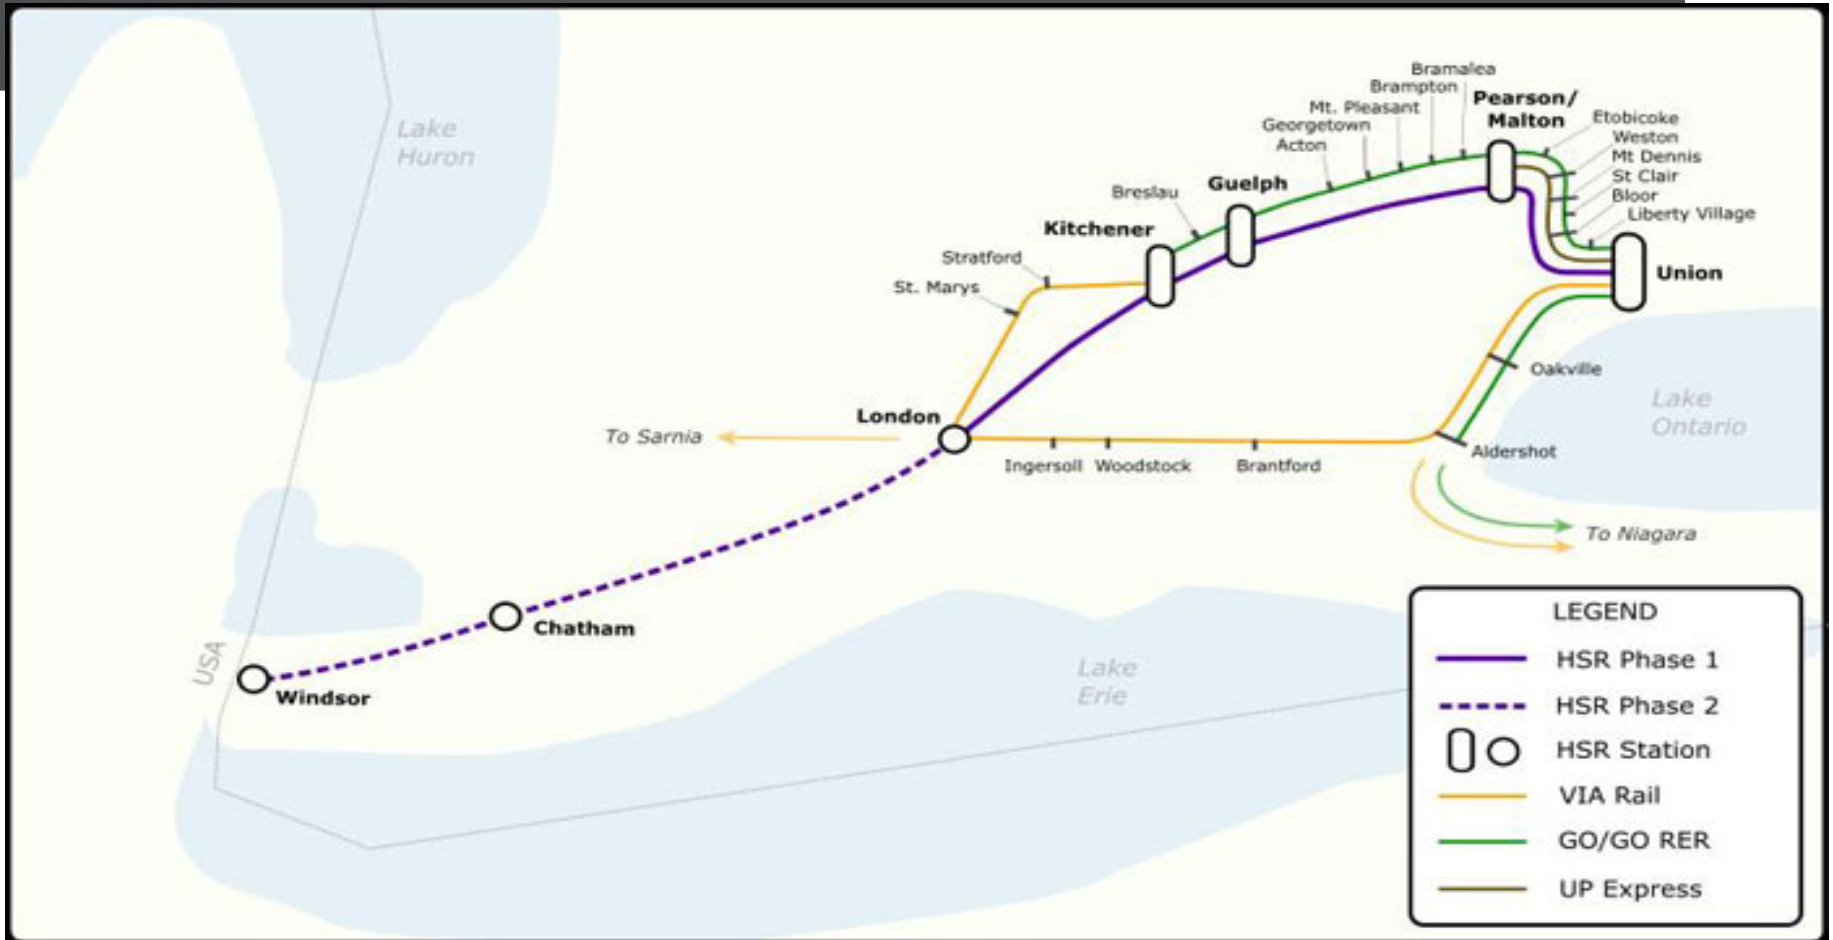 Bramalea
Brampton
Pearson/
Malton
Mt. Pleasant
Etobicoke
Georgetown
Weston
Acton
Mt Dennis
St Clair
Bloor
Liberty Village
Lake
Huron
Guelph
Breslau
Kitchener
Stratford
St. Marys
Union
Oakville
Lake
Ontario
London
To Sarnia
Ingersoll
Woodstock
Brantford
Aldershot
To Niagara
Chatham
USA
Windsor
Lake
Erie
LEGEND
HSR Phase 1
HSR Phase 2
HSR Station
VIA Rail
GO/GO RER
UP Express